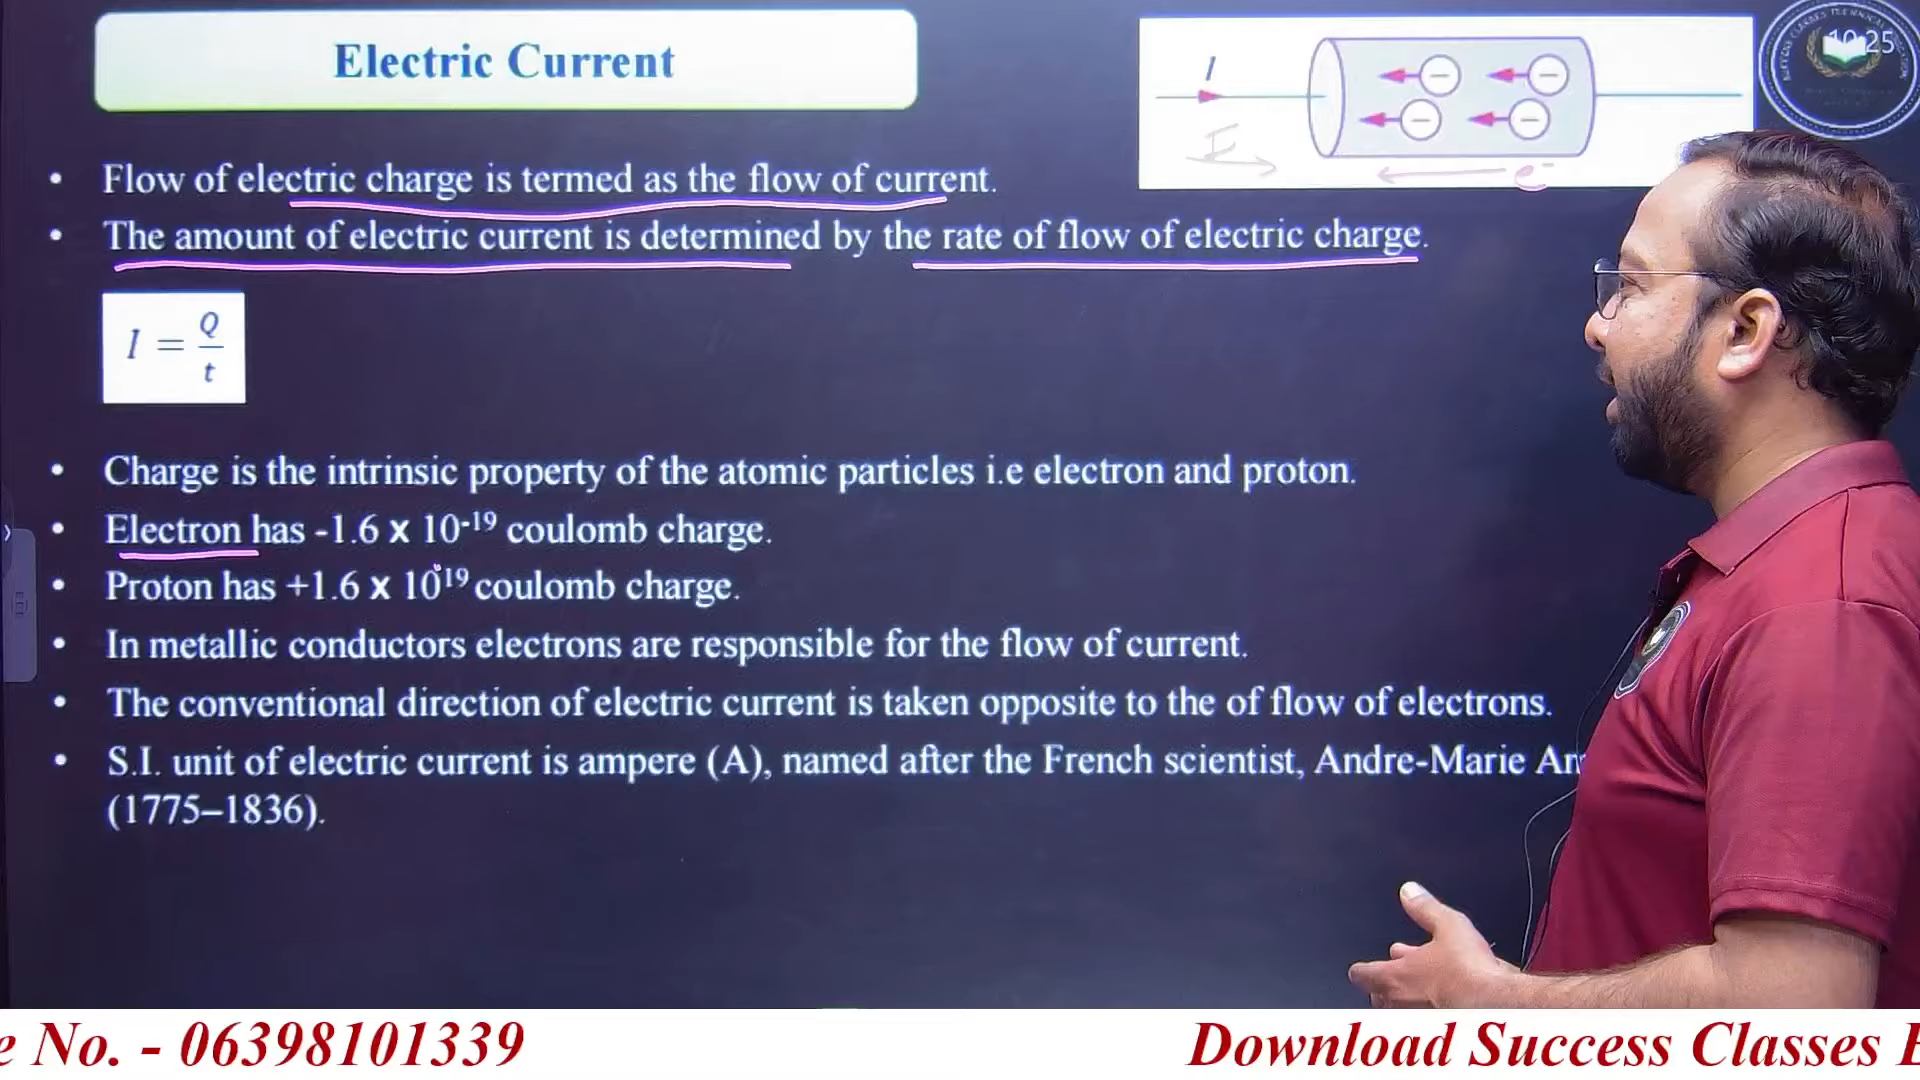 Electric Current
I
10:25
I
e-
• Flow of electric charge is termed as the flow of current.
• The amount of electric current is determined by the rate of flow of electric charge.
I = Q/t
• Charge is the intrinsic property of the atomic particles i.e electron and proton.
• Electron has -1.6 x 10⁻¹⁹ coulomb charge.
• Proton has +1.6 x 10¹⁹ coulomb charge.
• In metallic conductors electrons are responsible for the flow of current.
• The conventional direction of electric current is taken opposite to the of flow of electrons.
• S.I. unit of electric current is ampere (A), named after the French scientist, Andre-Marie
(1775–1836).
No. - 06398101339
Download Success Classes